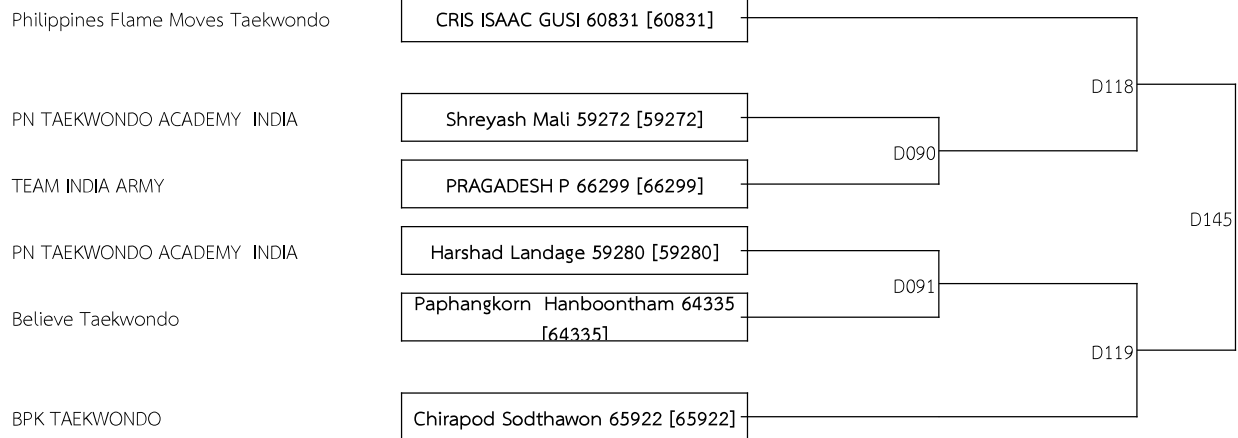 Philippines Flame Moves Taekwondo
CRIS ISAAC GUSI 60831 [60831]
D118
PN TAEKWONDO ACADEMY  INDIA
Shreyash Mali 59272 [59272]
D090
TEAM INDIA ARMY
PRAGADESH P 66299 [66299]
D145
PN TAEKWONDO ACADEMY  INDIA
Harshad Landage 59280 [59280]
D091
Believe Taekwondo
Paphangkorn  Hanboontham 64335
[64335]
D119
BPK TAEKWONDO
Chirapod Sodthawon 65922 [65922]